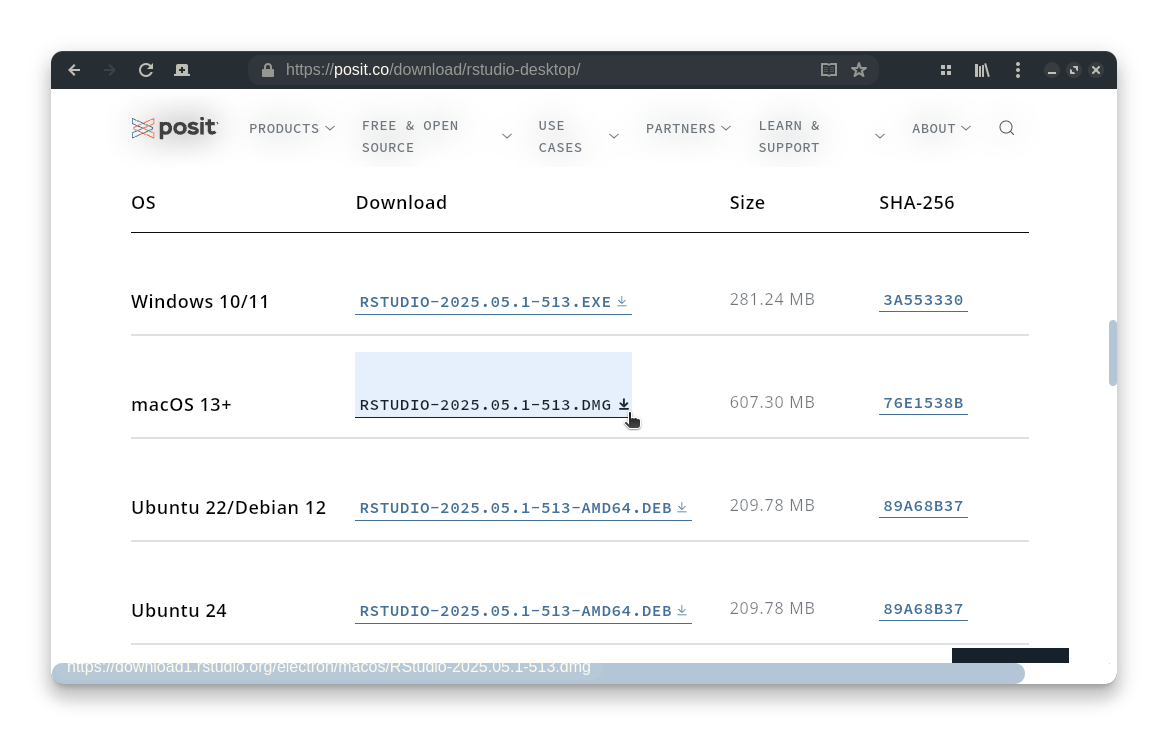 https://posit.co/download/rstudio-desktop/
posit
PRODUCTS
FREE & OPEN SOURCE
USE CASES
PARTNERS
LEARN & SUPPORT
ABOUT
OS Download Size SHA-256
Windows 10/11 RSTUDIO-2025.05.1-513.EXE 281.24 MB 3A553330
macOS 13+ RSTUDIO-2025.05.1-513.DMG 607.30 MB 76E1538B
Ubuntu 22/Debian 12 RSTUDIO-2025.05.1-513-AMD64.DEB 209.78 MB 89A68B37
Ubuntu 24 RSTUDIO-2025.05.1-513-AMD64.DEB 209.78 MB 89A68B37
https://download1.rstudio.org/electron/macos/RStudio-2025.05.1-513.dmg